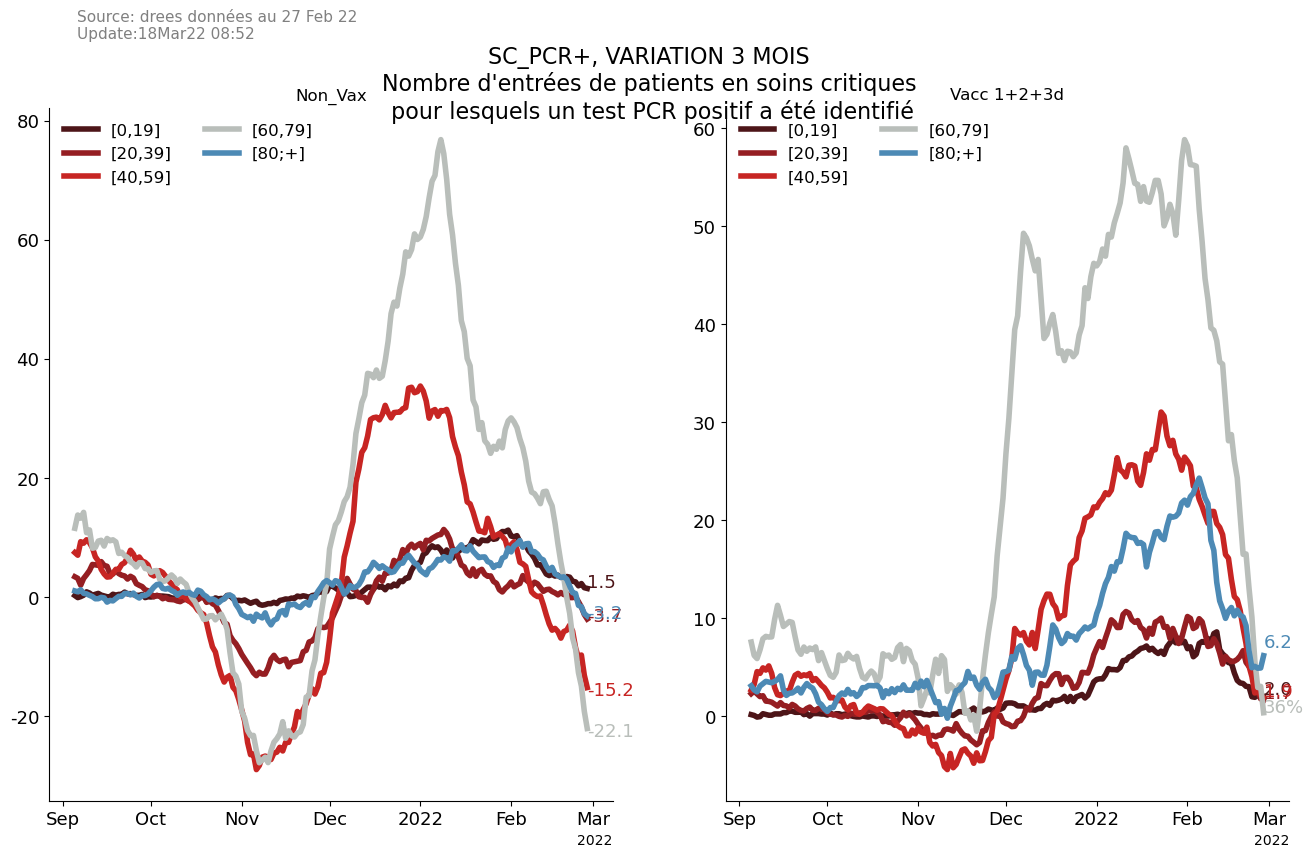 Source: drees données au 27 Feb 22
Update:18Mar22 08:52
SC_PCR+, VARIATION 3 MOIS
Nombre d'entrées de patients en soins critiques
pour lesquels un test PCR positif a été identifié
Non_Vax
[0,19]
[20,39]
[40,59]
[60,79]
[80;+]
80
60
40
20
0
-20
1.5
-3.7
-15.2
-22.1
Sep
Oct
Nov
Dec
2022
Feb
Mar
2022
Vacc 1+2+3d
[0,19]
[20,39]
[40,59]
[60,79]
[80;+]
60
50
40
30
20
10
0
6.2
36%
Sep
Oct
Nov
Dec
2022
Feb
Mar
2022